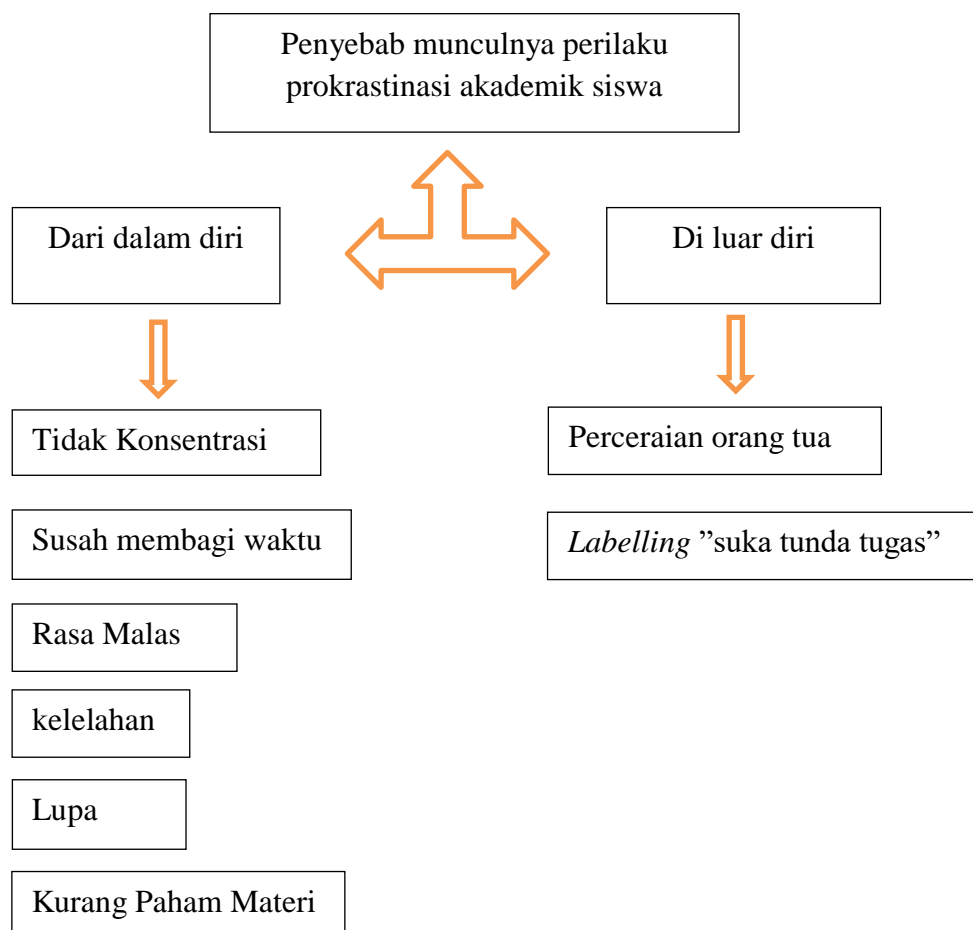 Penyebab munculnya perilaku
prokrastinasi akademik siswa
Dari dalam diri
Di luar diri
Tidak Konsentrasi
Perceraian orang tua
Susah membagi waktu
Labelling ”suka tunda tugas”
Rasa Malas
kelelahan
Lupa
Kurang Paham Materi